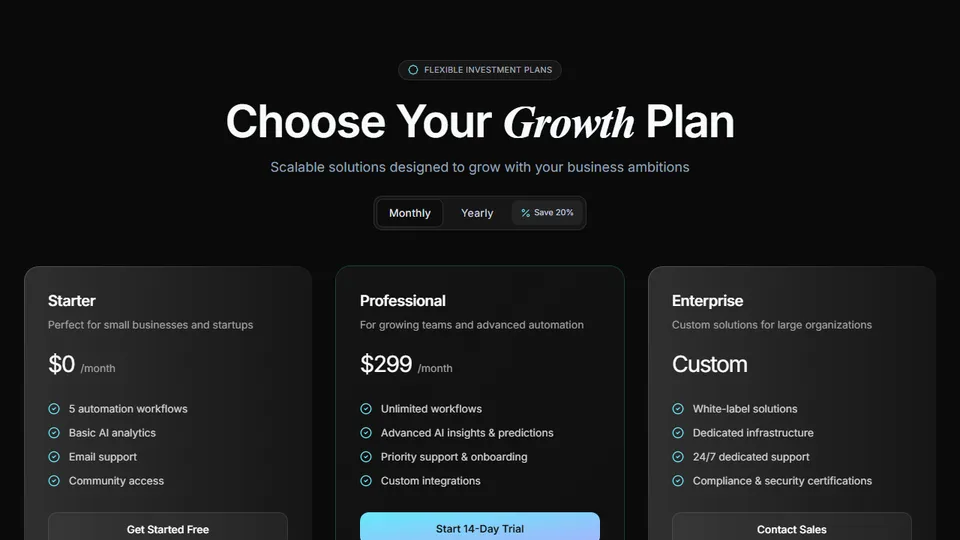 FLEXIBLE INVESTMENT PLANS
Choose Your Growth Plan
Scalable solutions designed to grow with your business ambitions
Monthly Yearly Save 20%
Starter
Perfect for small businesses and startups
$0 /month
5 automation workflows
Basic AI analytics
Email support
Community access
Get Started Free
Professional
For growing teams and advanced automation
$299 /month
Unlimited workflows
Advanced AI insights & predictions
Priority support & onboarding
Custom integrations
Start 14-Day Trial
Enterprise
Custom solutions for large organizations
Custom
White-label solutions
Dedicated infrastructure
24/7 dedicated support
Compliance & security certifications
Contact Sales